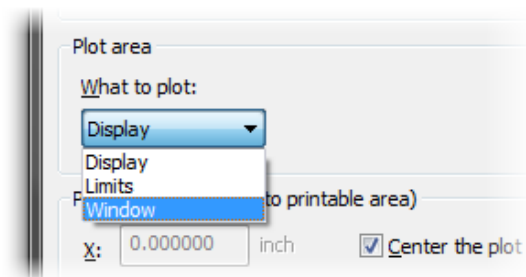 Plot area
What to plot:
Display
Display
Limits
Window
to printable area)
X: 0.000000 inch Center the plot